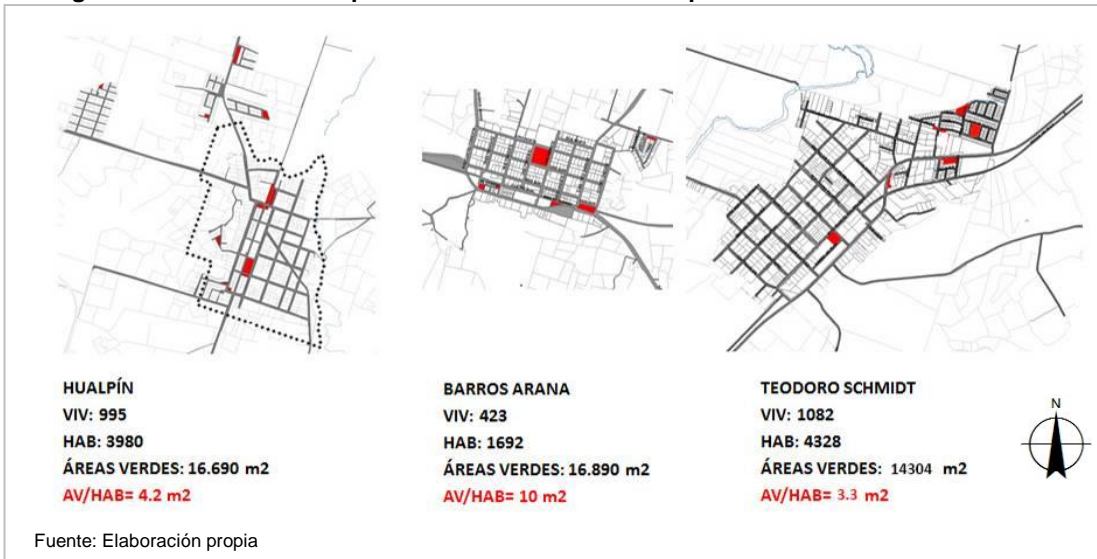 HUALPÍN
VIV: 995
HAB: 3980
ÁREAS VERDES: 16.690 m2
AV/HAB= 4.2 m2
BARROS ARANA
VIV: 423
HAB: 1692
ÁREAS VERDES: 16.890 m2
AV/HAB= 10 m2
TEODORO SCHMIDT
VIV: 1082
HAB: 4328
ÁREAS VERDES: 14304 m2
AV/HAB= 3.3 m2
N
Fuente: Elaboración propia